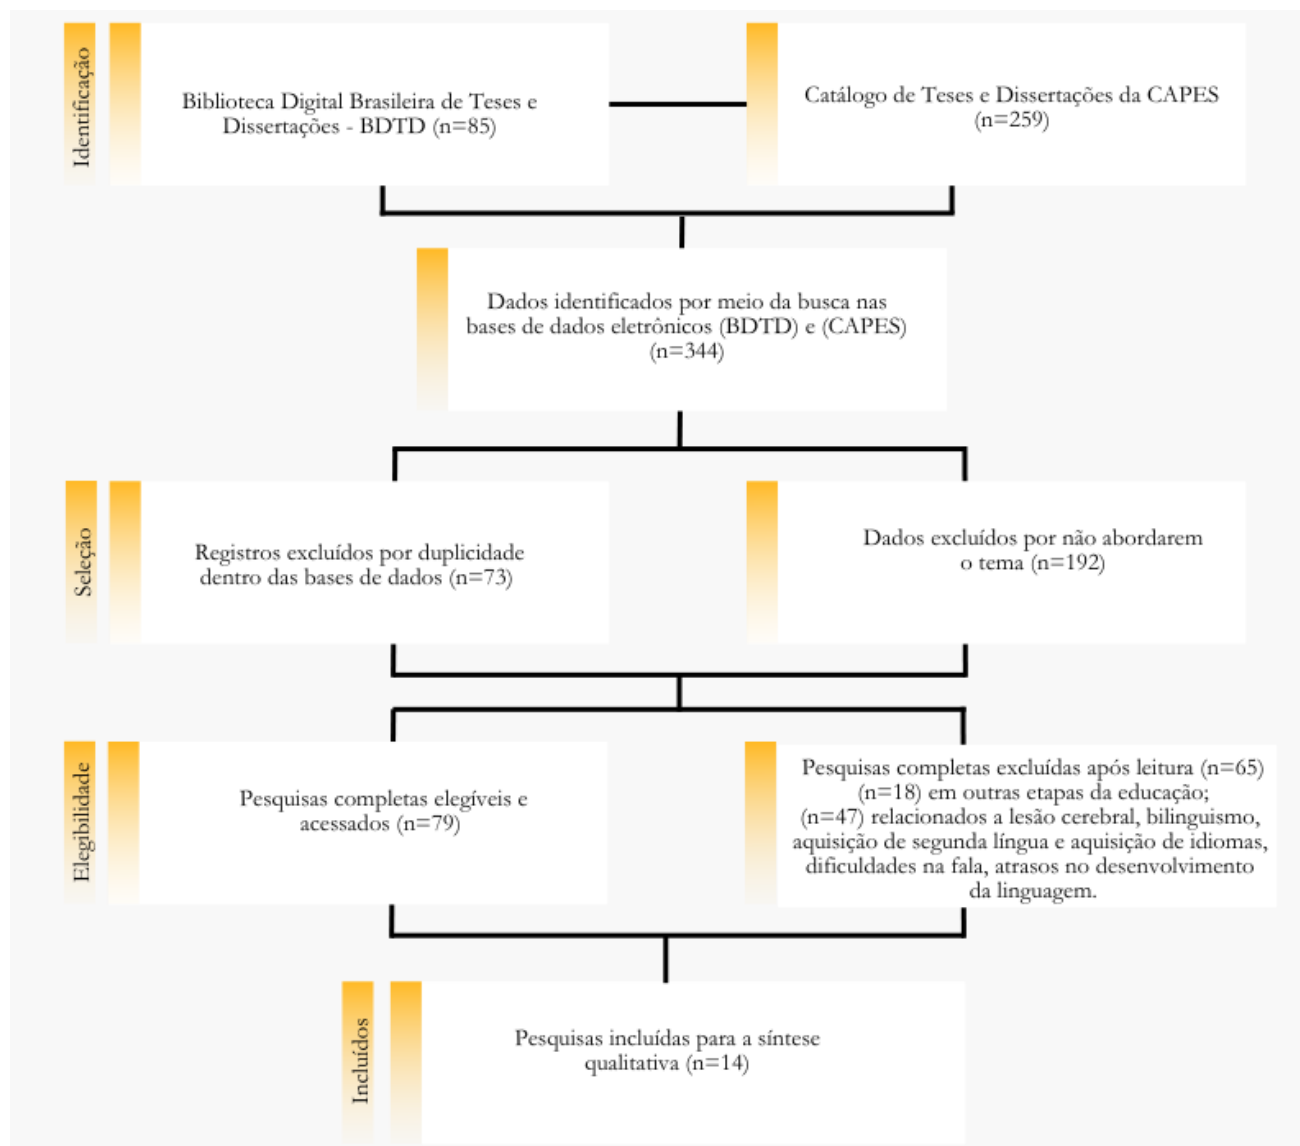 Identificação
Biblioteca Digital Brasileira de Teses e
Dissertações - BDTD (n=85)
Catálogo de Teses e Dissertações da CAPES
(n=259)
Dados identificados por meio da busca nas
bases de dados eletrônicos (BDTD) e (CAPES)
(n=344)
Seleção
Registros excluídos por duplicidade
dentro das bases de dados (n=73)
Dados excluídos por não abordarem
o tema (n=192)
Elegibilidade
Pesquisas completas elegíveis e
acessados (n=79)
Pesquisas completas excluídas após leitura (n=65)
(n=18) em outras etapas da educação;
(n=47) relacionados a lesão cerebral, bilinguismo,
aquisição de segunda língua e aquisição de idiomas,
dificuldades na fala, atrasos no desenvolvimento
da linguagem.
Incluídos
Pesquisas incluídas para a síntese
qualitativa (n=14)